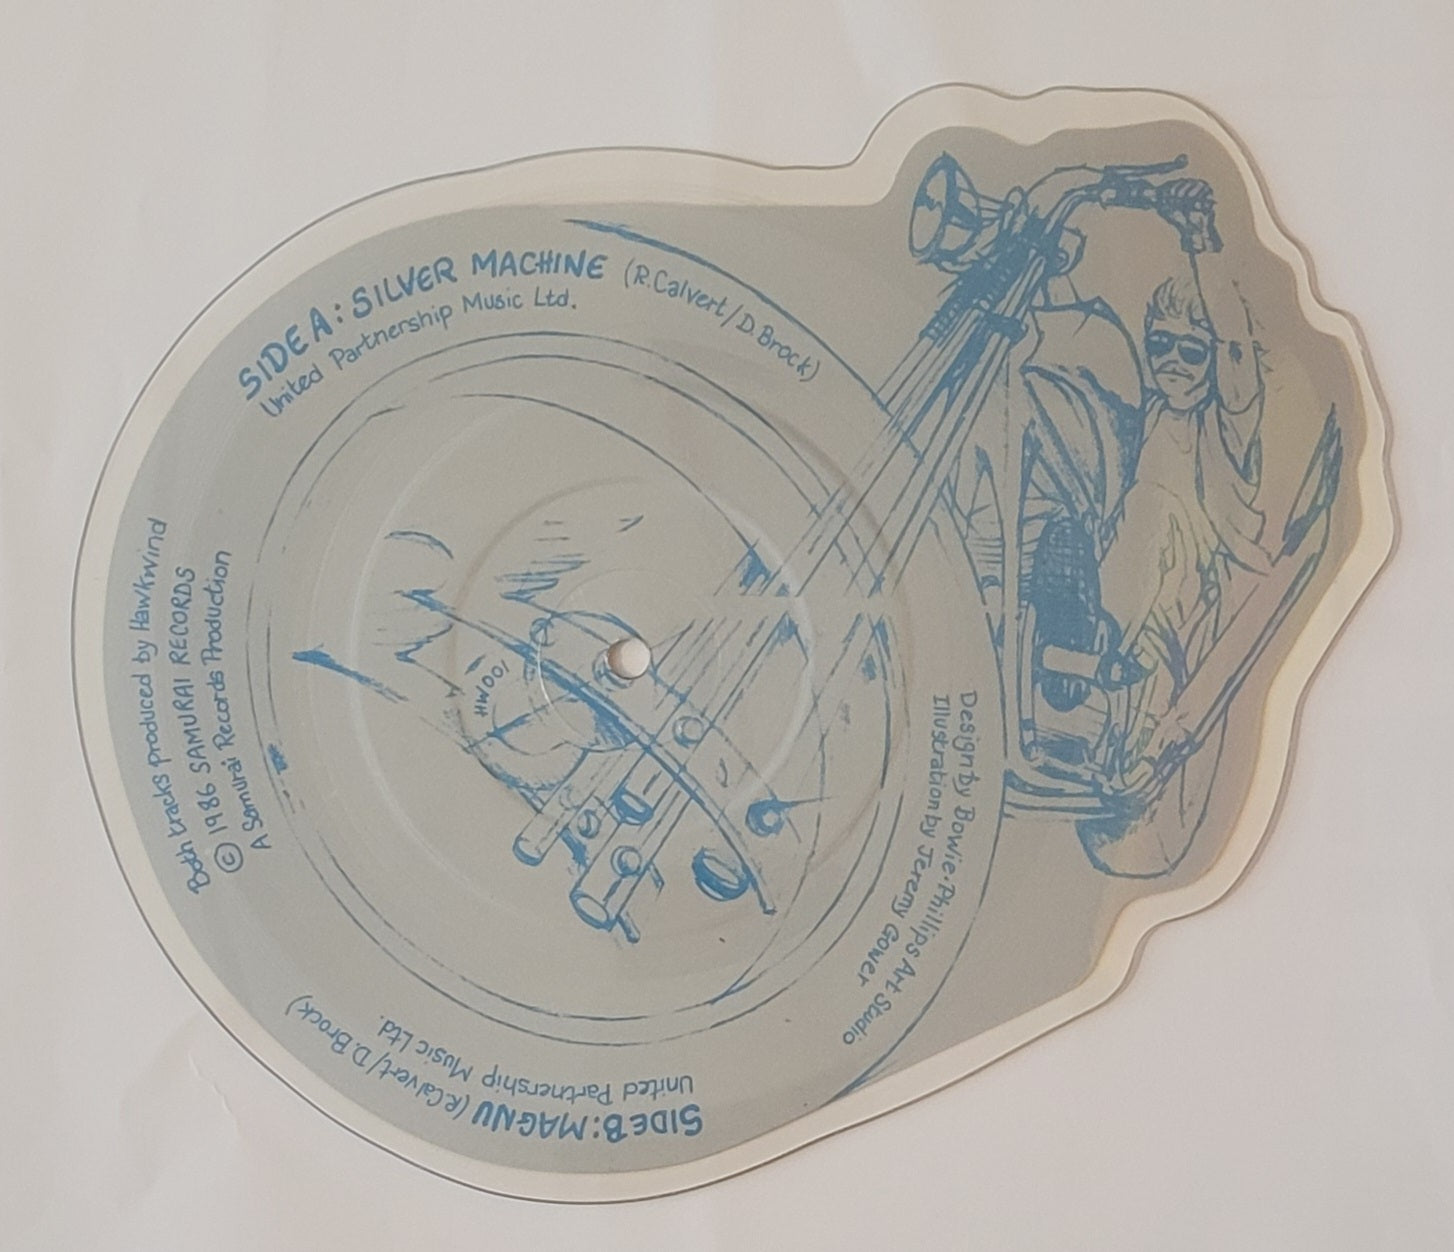 SIDE A: SILVER MACHINE (R.Calvert/D.Brock)
United Partnership Music Ltd.
Both tracks produced by Hawkwind
© 1986 SAMURAI RECORDS
A Samurai Records Production
HW001
Design by Bowie·Phillips Art Studio
Illustration by Jeremy Gower
SIDE B: MAGNU (R.Calvert/D.Brock)
United Partnership Music Ltd.